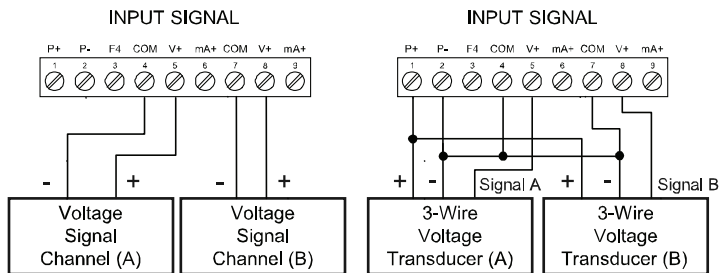 INPUT SIGNAL
P+ P- F4 COM V+ mA+ COM V+ mA+
1 2 3 4 5 6 7 8 9
- + - +
Voltage
Signal
Channel (A)
Voltage
Signal
Channel (B)
INPUT SIGNAL
P+ P- F4 COM V+ mA+ COM V+ mA+
1 2 3 4 5 6 7 8 9
+ - Signal A + - Signal B
3-Wire
Voltage
Transducer (A)
3-Wire
Voltage
Transducer (B)